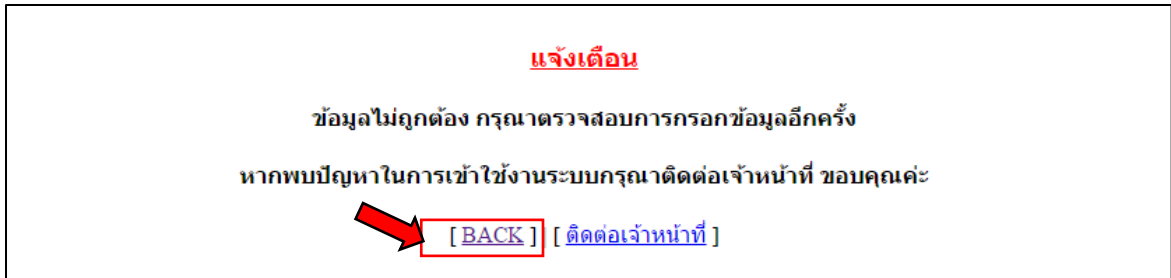 แจ้งเตือน
ข้อมูลไม่ถูกต้อง กรุณาตรวจสอบการกรอกข้อมูลอีกครั้ง
หากพบปัญหาในการเข้าใช้งานระบบกรุณาติดต่อเจ้าหน้าที่ ขอบคุณค่ะ
[ BACK ] [ ติดต่อเจ้าหน้าที่ ]